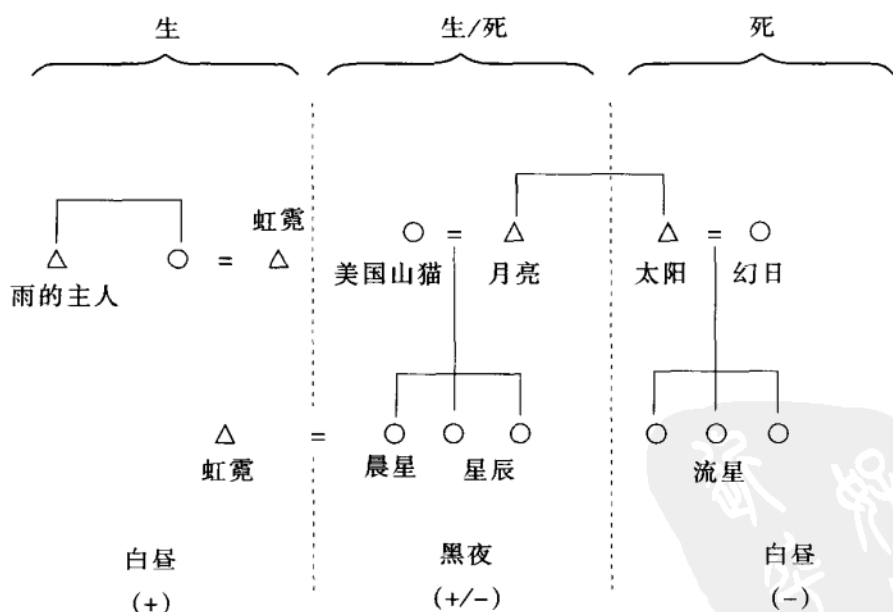 生 生/死 死
虹霓
美国山猫 月亮 太阳 幻日
雨的主人
虹霓 晨星 星辰 流星
白昼 黑夜 白昼
(+) (+/-) (-)